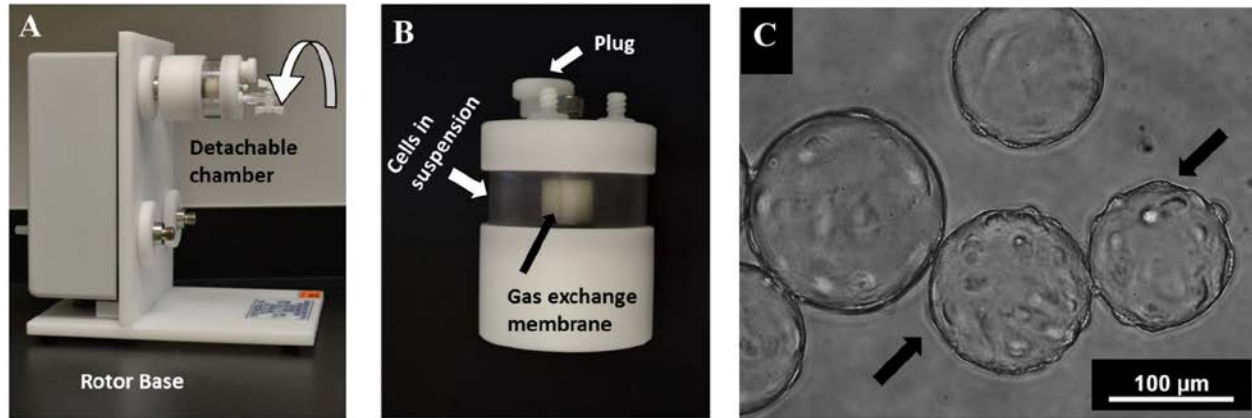 A
Detachable
chamber
Rotor Base
B
Plug
Cells in
suspension
Gas exchange
membrane
C
100 µm